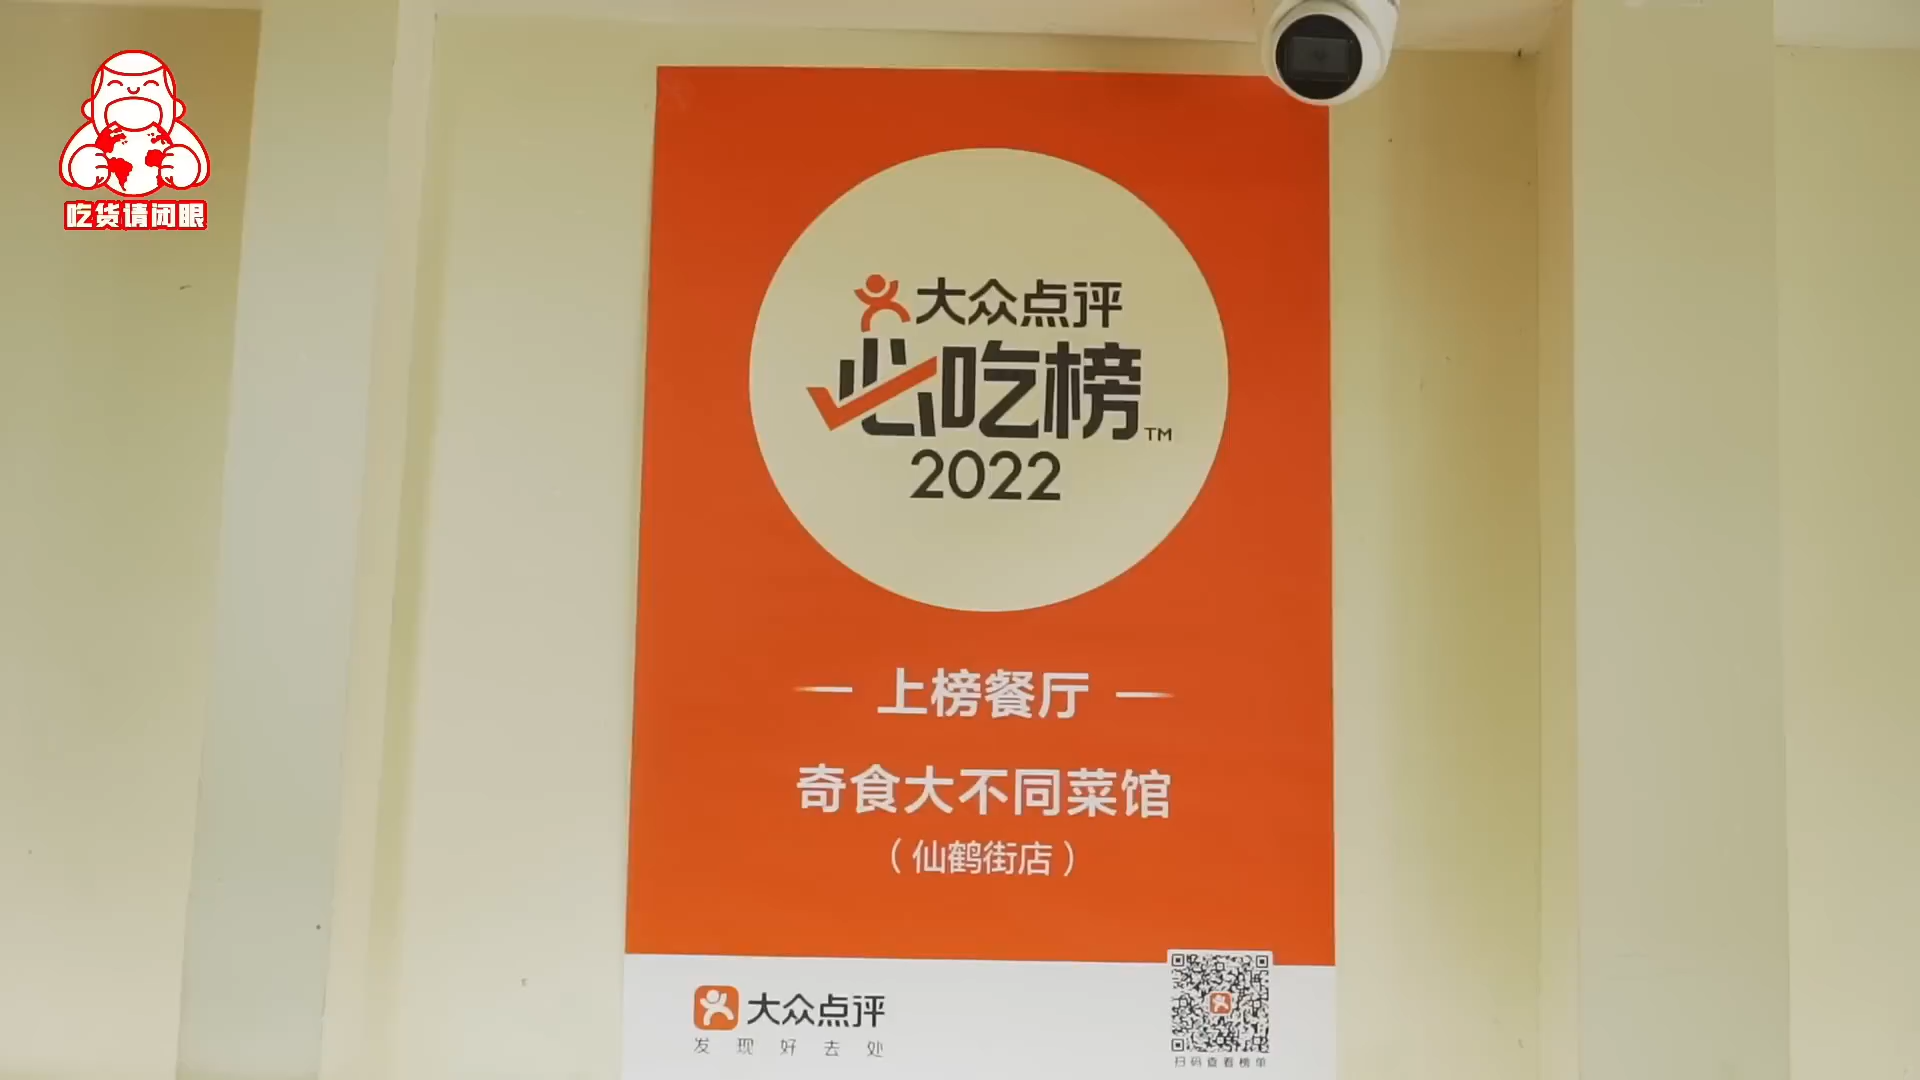 吃货请闭眼
大众点评
必吃榜™
2022
上榜餐厅
奇食大不同菜馆
（仙鹤街店）
大众点评
发现好去处
扫码查看榜单